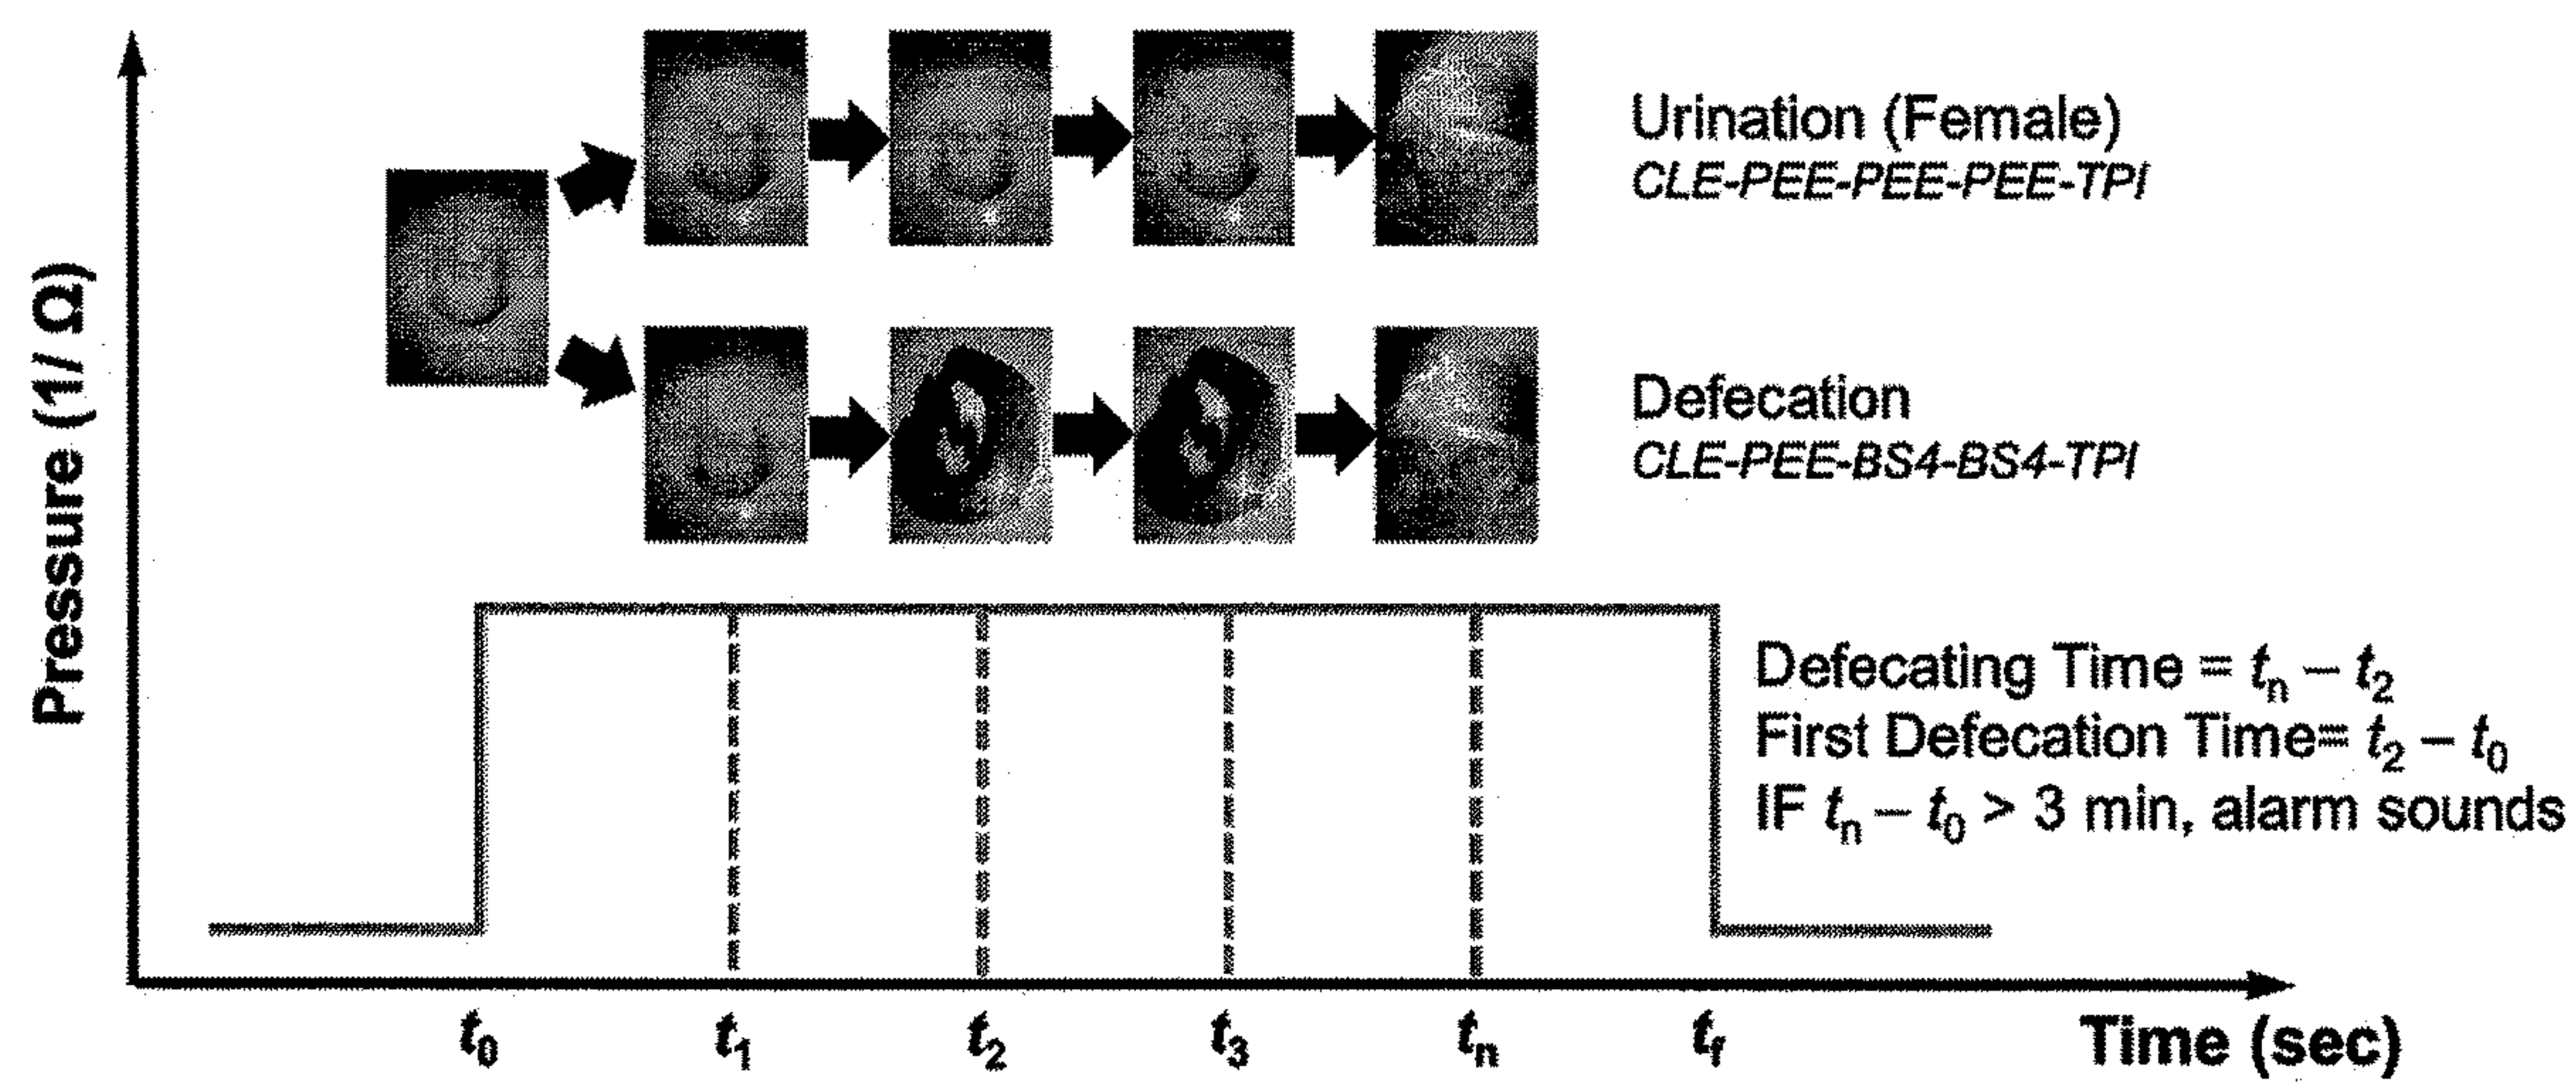 Urination (Female)
CLE-PEE-PEE-PEE-TPI
Defecation
CLE-PEE-BS4-BS4-TPI
Pressure (1/ Ω)
Defecating Time = tn – t2
First Defecation Time= t2 – t0
IF tn – t0 > 3 min, alarm sounds
t0 t1 t2 t3 tn tf
Time (sec)